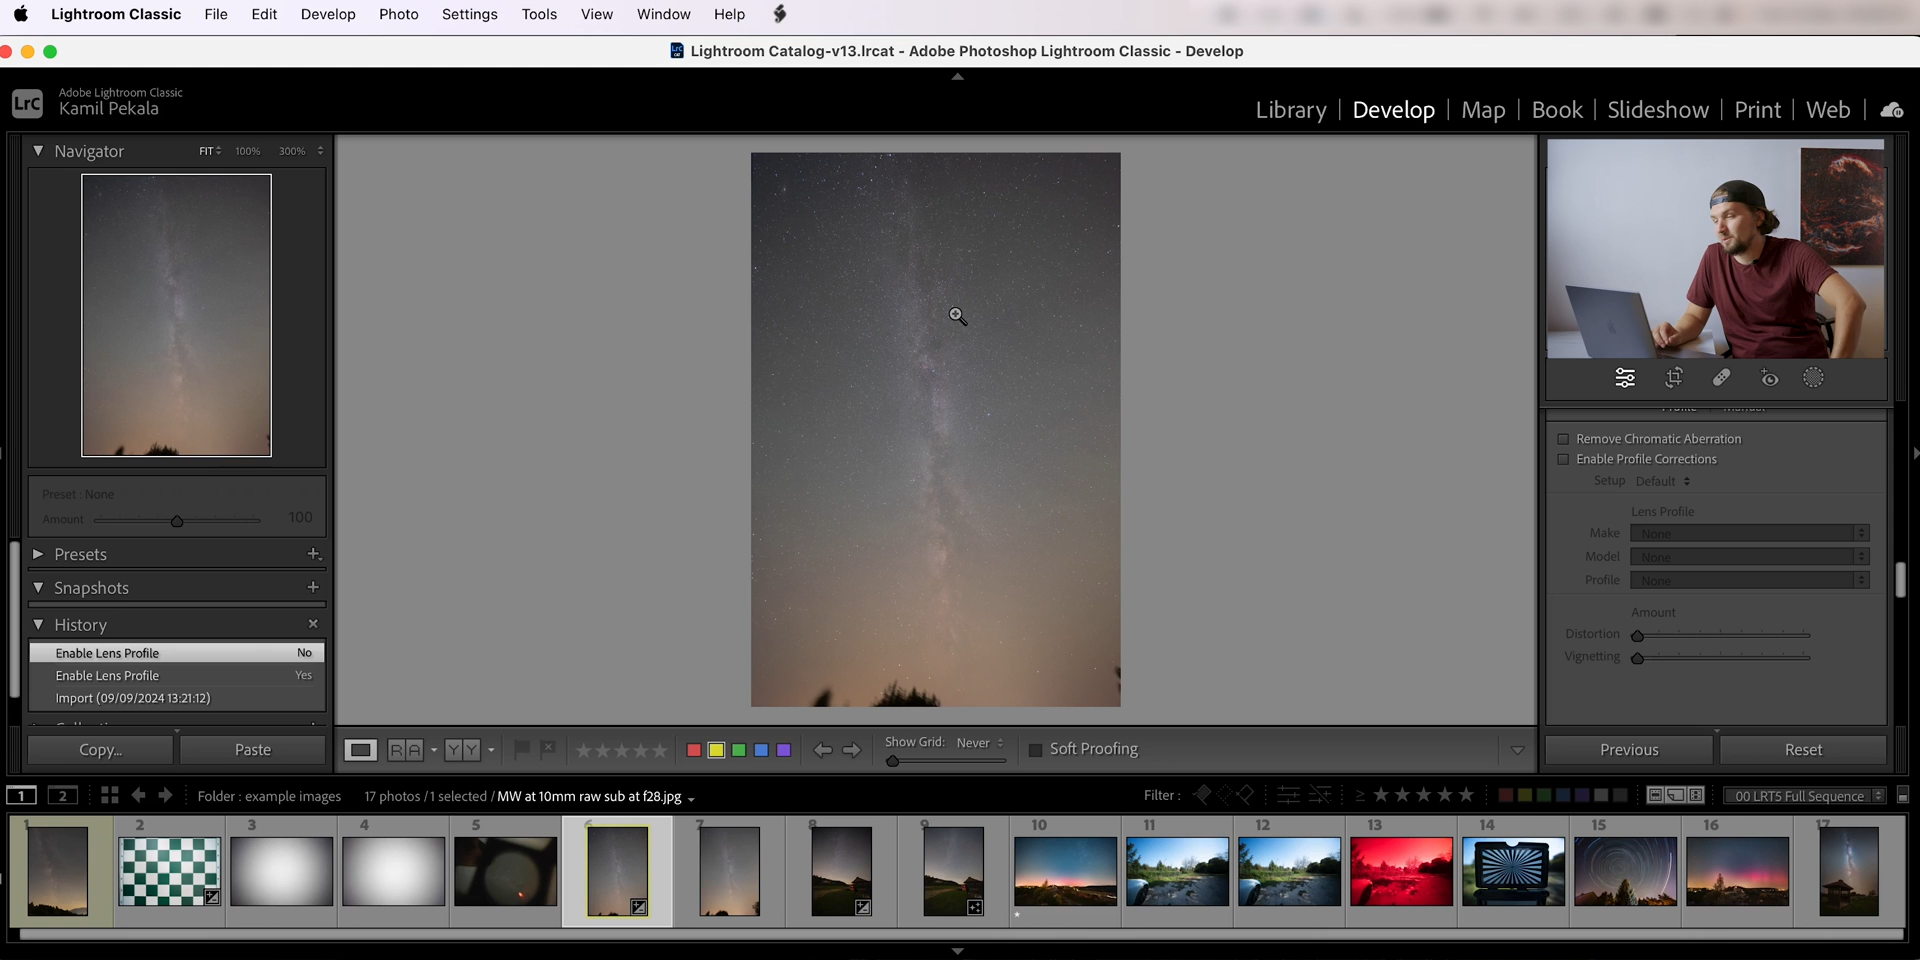 Lightroom Classic File Edit Develop Photo Settings Tools View Window Help
Lrc
Lightroom Catalog-v13.lrcat - Adobe Photoshop Lightroom Classic - Develop
LrC
Adobe Lightroom Classic
Kamil Pekala
Library | Develop | Map | Book | Slideshow | Print | Web |
Navigator FIT 100% 300%
Preset : None
Amount 100
Presets
Snapshots
History
Enable Lens Profile No
Enable Lens Profile Yes
Import (09/09/2024 13:21:12)
Copy... Paste
R A Y Y
Show Grid: Never
Soft Proofing
Remove Chromatic Aberration
Enable Profile Corrections
Setup Default
Lens Profile
Make None
Model None
Profile None
Amount
Distortion
Vignetting
Previous Reset
1 2 Folder : example images 17 photos / 1 selected / MW at 10mm raw sub at f28.jpg
Filter : ≥ 00 LRT5 Full Sequence
1 2 3 4 5 6 7 8 9 10 11 12 13 14 15 16 17